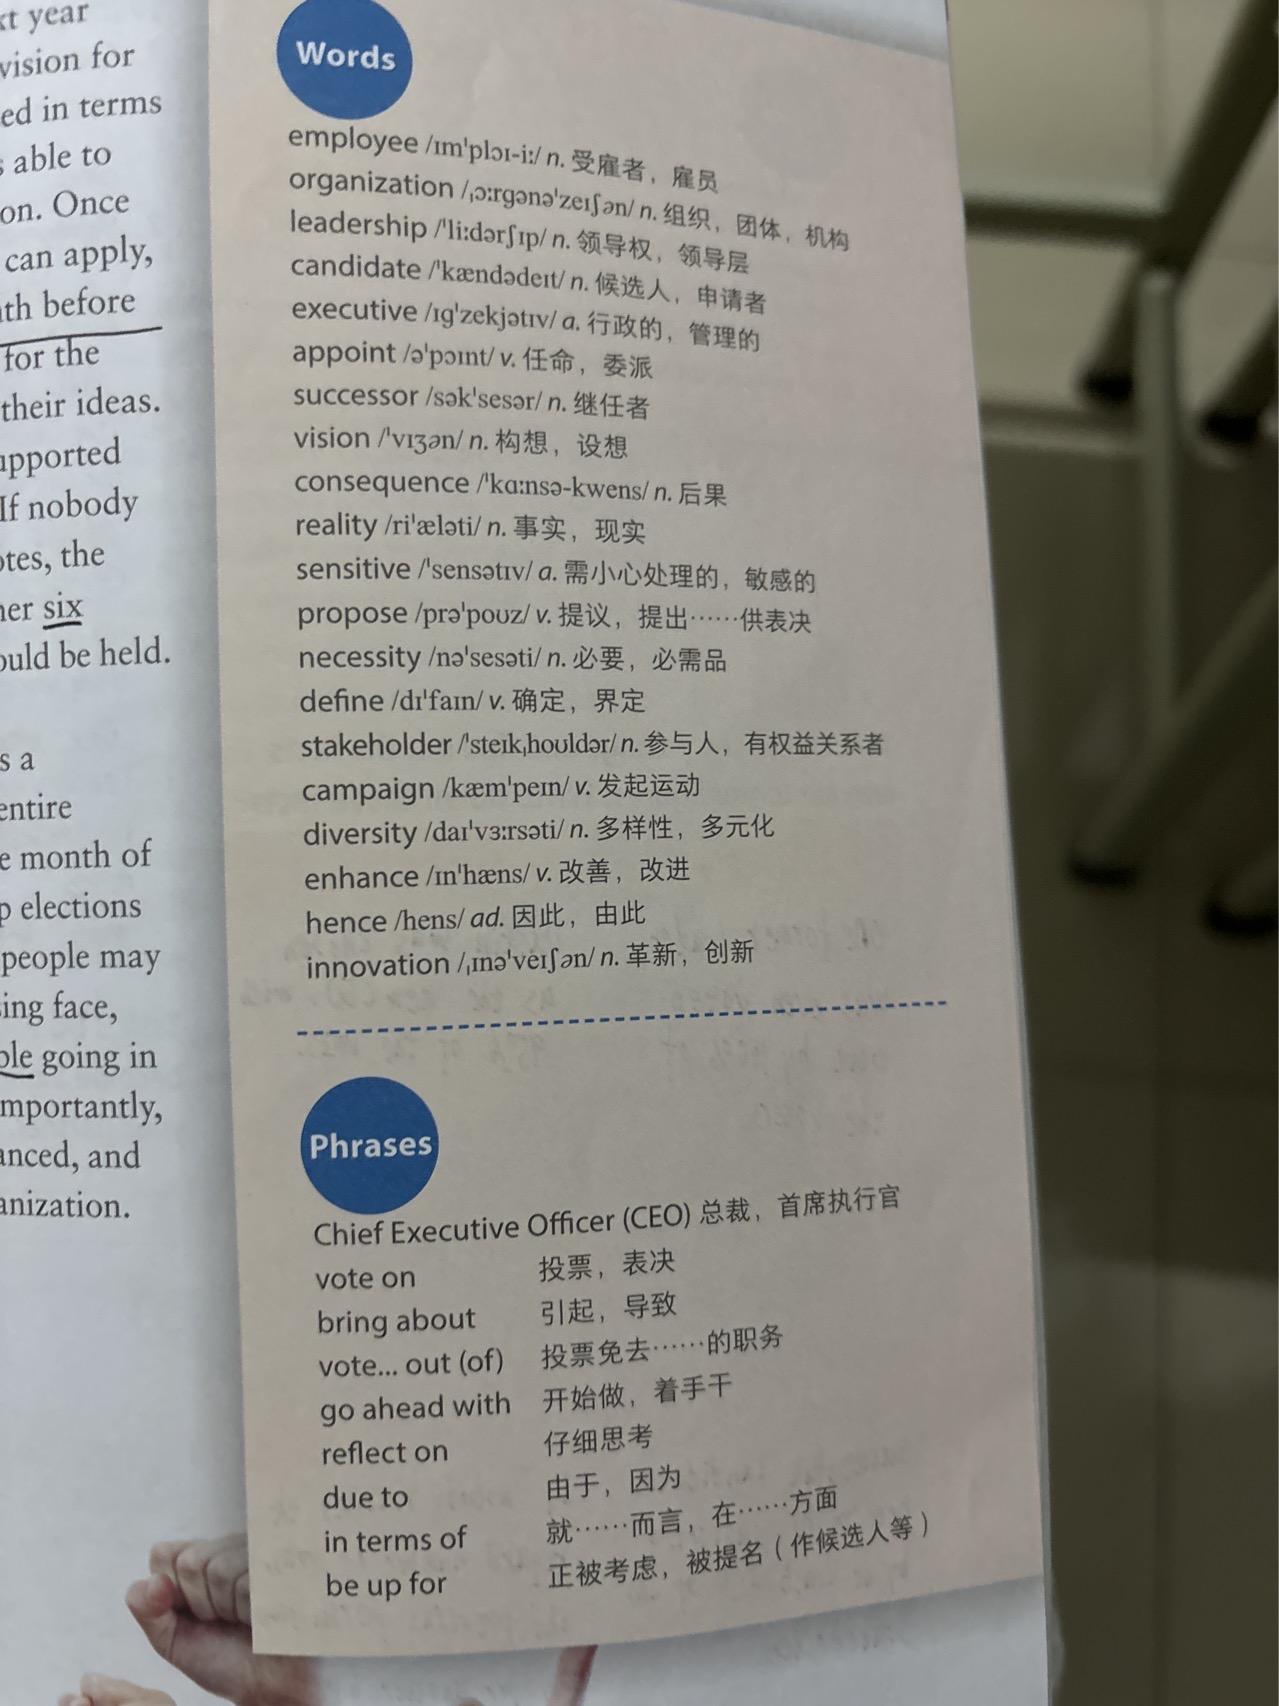 xt year
vision for
ed in terms
able to
on. Once
can apply,
th before
for the
their ideas.
upported
If nobody
otes, the
her six
ould be held.
s a
entire
e month of
p elections
people may
ing face,
ple going in
mportantly,
anced, and
anization.
Words
employee /ɪmˈplɔɪ-iː/ n. 受雇者，雇员
organization /ˌɔːrɡənəˈzeɪʃən/ n. 组织，团体，机构
leadership /ˈliːdərʃɪp/ n. 领导权，领导层
candidate /ˈkændədeɪt/ n. 候选人，申请者
executive /ɪɡˈzekjətɪv/ a. 行政的，管理的
appoint /əˈpɔɪnt/ v. 任命，委派
successor /səkˈsesər/ n. 继任者
vision /ˈvɪʒən/ n. 构想，设想
consequence /ˈkɑːnsə-kwens/ n. 后果
reality /riˈæləti/ n. 事实，现实
sensitive /ˈsensətɪv/ a. 需小心处理的，敏感的
propose /prəˈpoʊz/ v. 提议，提出……供表决
necessity /nəˈsesəti/ n. 必要，必需品
define /dɪˈfaɪn/ v. 确定，界定
stakeholder /ˈsteɪkˌhoʊldər/ n. 参与人，有权益关系者
campaign /kæmˈpeɪn/ v. 发起运动
diversity /daɪˈvɜːrsəti/ n. 多样性，多元化
enhance /ɪnˈhæns/ v. 改善，改进
hence /hens/ ad. 因此，由此
innovation /ˌɪnəˈveɪʃən/ n. 革新，创新
Phrases
Chief Executive Officer (CEO) 总裁，首席执行官
vote on 投票，表决
bring about 引起，导致
vote... out (of) 投票免去……的职务
go ahead with 开始做，着手干
reflect on 仔细思考
due to 由于，因为
in terms of 就……而言，在……方面
be up for 正被考虑，被提名（作候选人等）